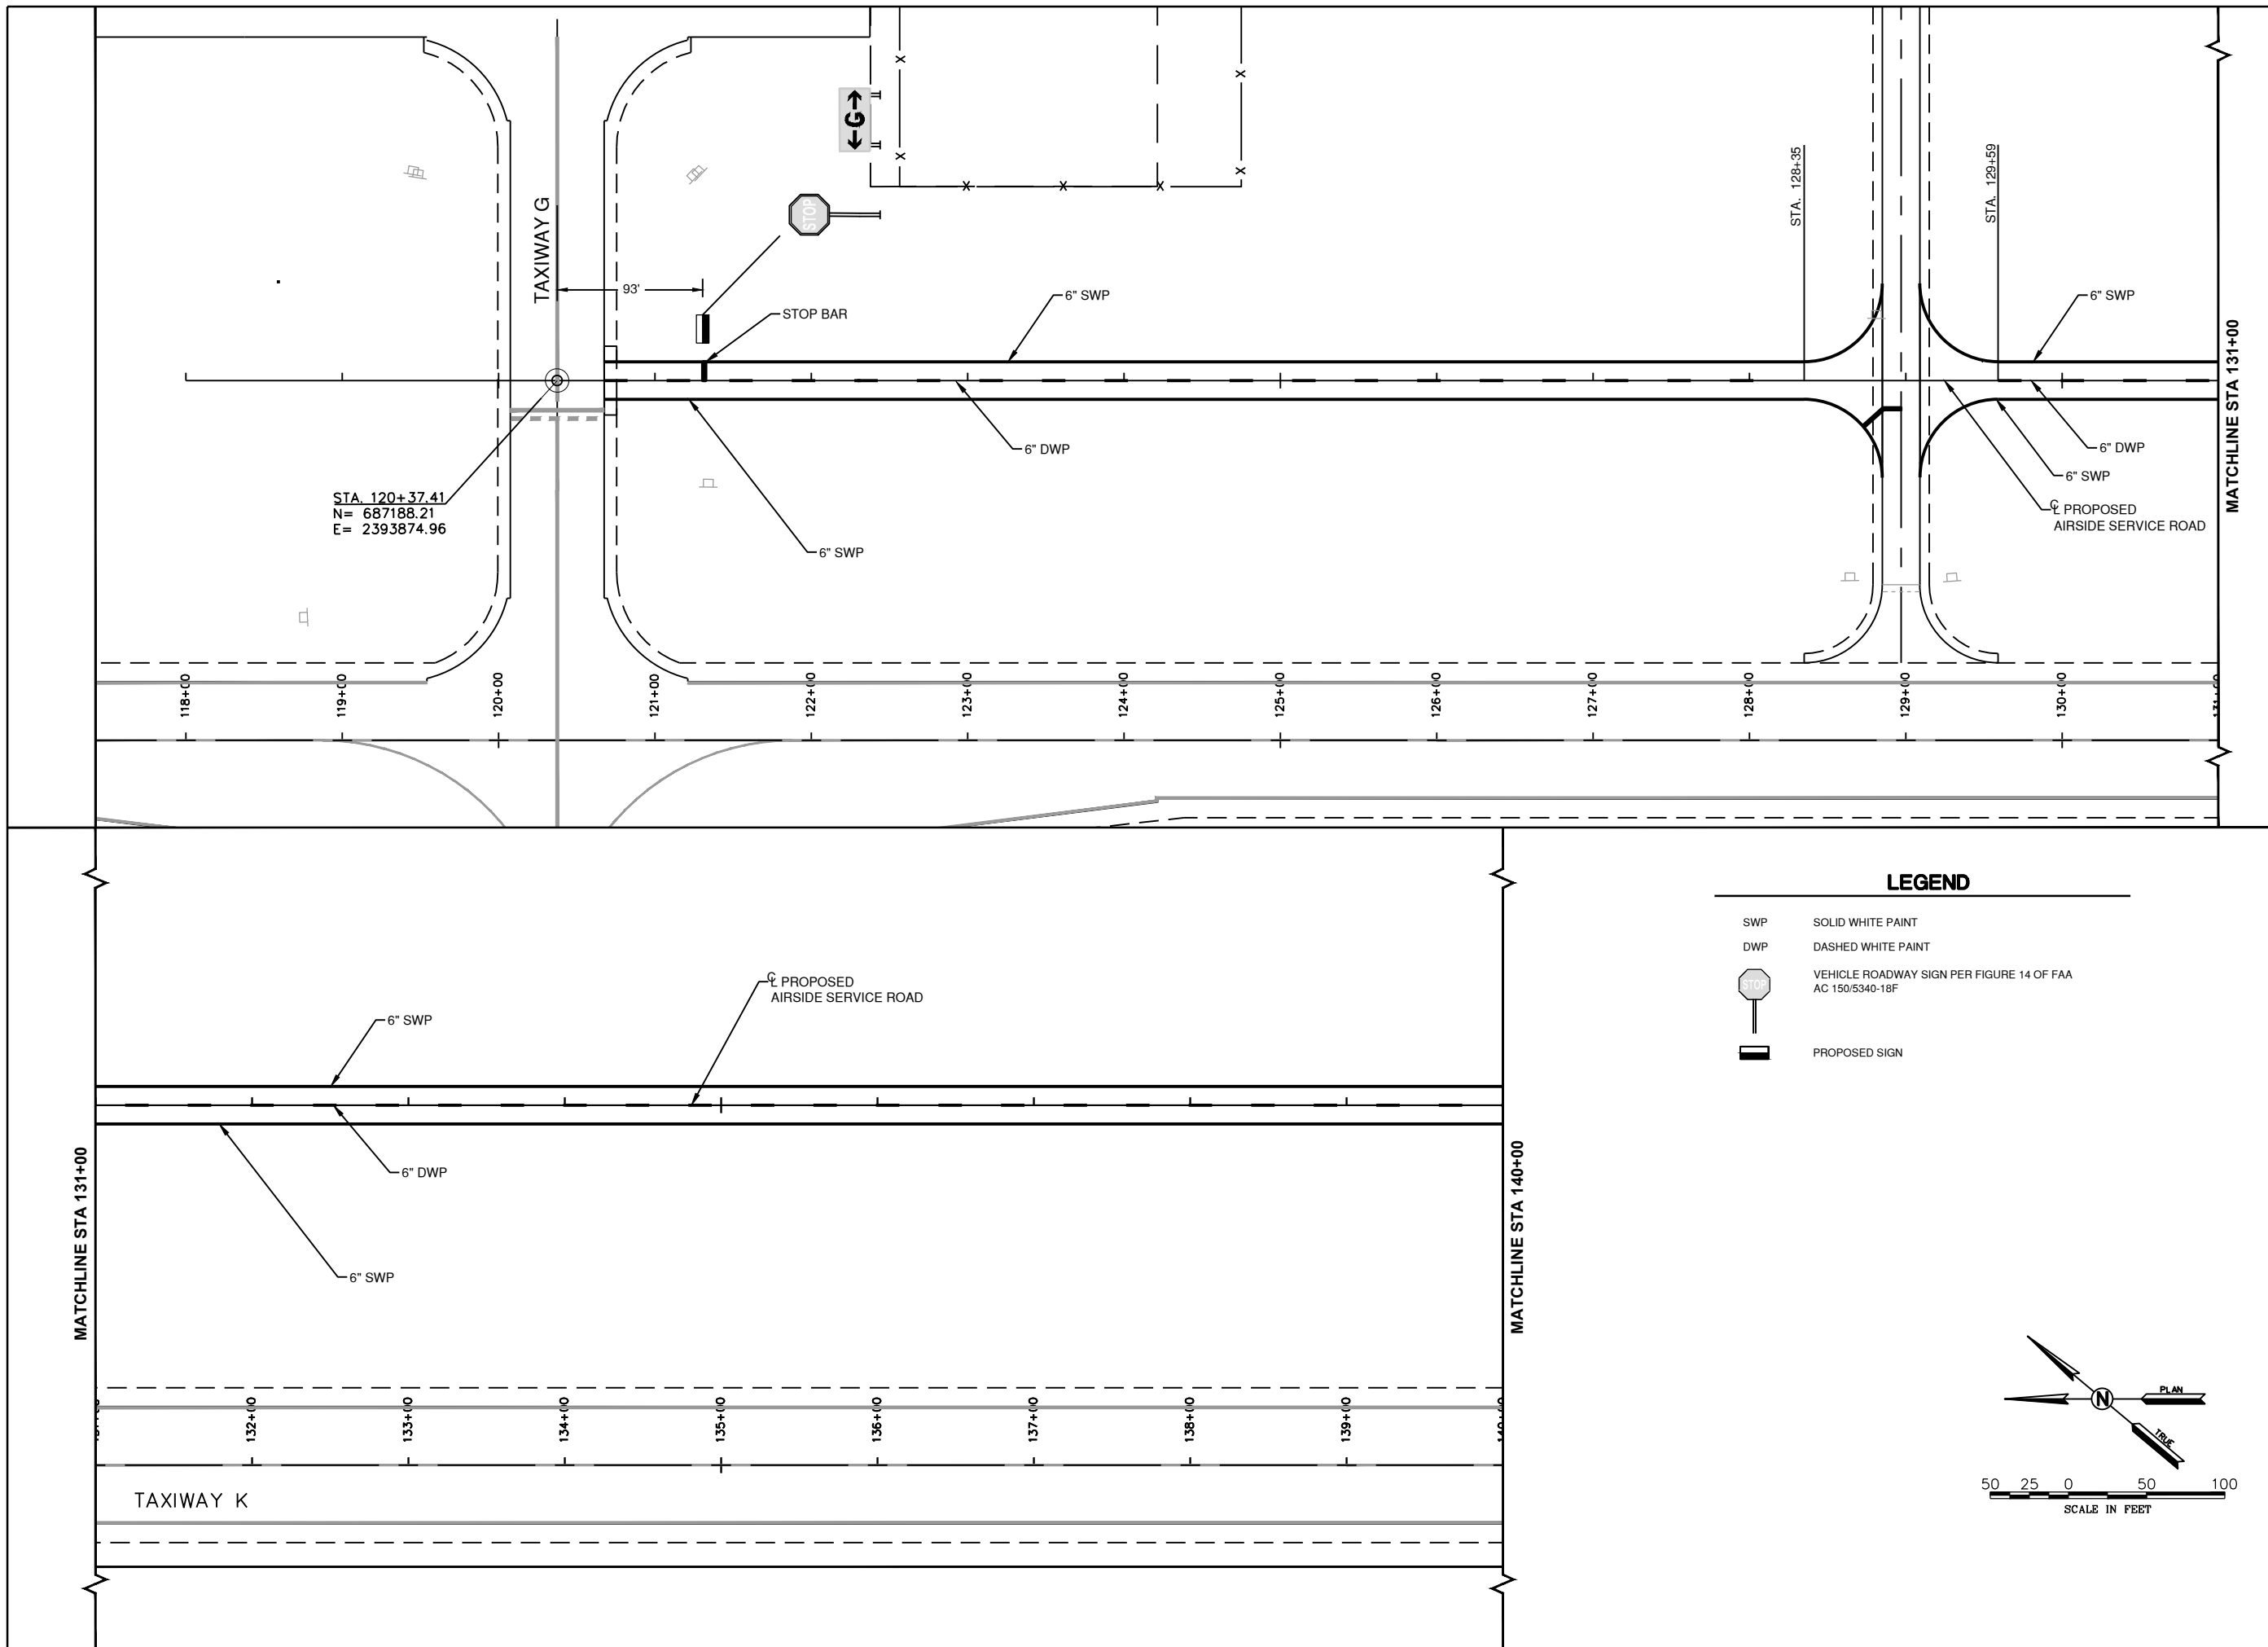 G
STOP
TAXIWAY G
93'
STOP BAR
6" SWP
STA. 128+35
STA. 129+59
6" SWP
MATCHLINE STA 131+00
6" DWP
6" DWP
6" SWP
STA. 120+37.41
N= 687188.21
E= 2393874.96
℄ PROPOSED
AIRSIDE SERVICE ROAD
6" SWP
118+00
119+00
120+00
121+00
122+00
123+00
124+00
125+00
126+00
127+00
128+00
129+00
130+00
LEGEND
SWP SOLID WHITE PAINT
DWP DASHED WHITE PAINT
STOP
VEHICLE ROADWAY SIGN PER FIGURE 14 OF FAA
AC 150/5340-18F
PROPOSED SIGN
℄ PROPOSED
AIRSIDE SERVICE ROAD
6" SWP
6" DWP
6" SWP
MATCHLINE STA 131+00
MATCHLINE STA 140+00
132+00
133+00
134+00
135+00
136+00
137+00
138+00
139+00
TAXIWAY K
N
PLAN
TRUE
50 25 0 50 100
SCALE IN FEET